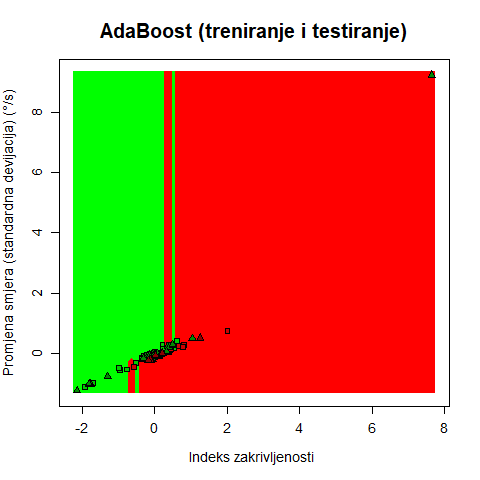 AdaBoost (treniranje i testiranje)
Promjena smjera (standardna devijacija) (°/s)
8
6
4
2
0
-2 0 2 4 6 8
Indeks zakrivljenosti